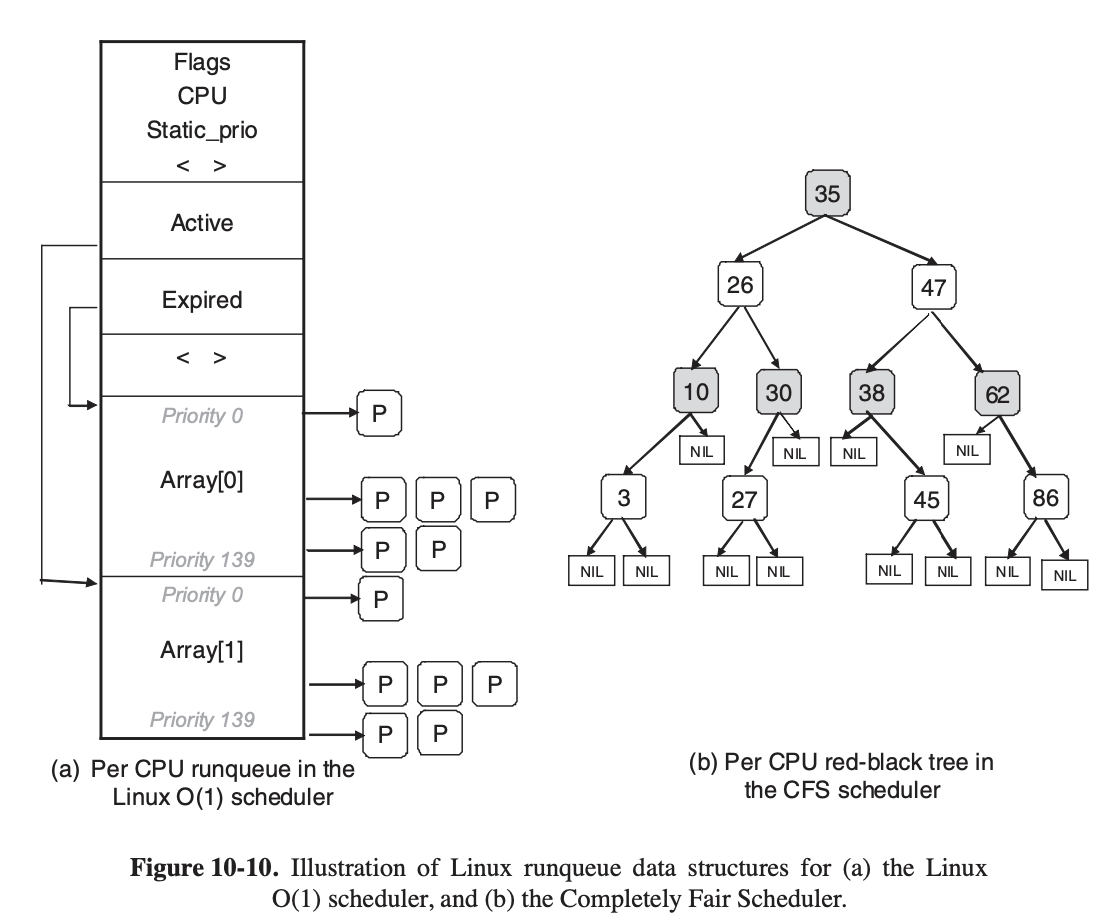 Flags
CPU
Static_prio
< >
Active
Expired
< >
Priority 0
P
Array[0]
P P P
Priority 139
P P
Priority 0
P
Array[1]
P P P
Priority 139
P P
(a) Per CPU runqueue in the
Linux O(1) scheduler
35
26 47
10 30 38 62
NIL NIL NIL NIL
3 27 45 86
NIL NIL NIL NIL NIL NIL NIL NIL
(b) Per CPU red-black tree in
the CFS scheduler
Figure 10-10. Illustration of Linux runqueue data structures for (a) the Linux
O(1) scheduler, and (b) the Completely Fair Scheduler.